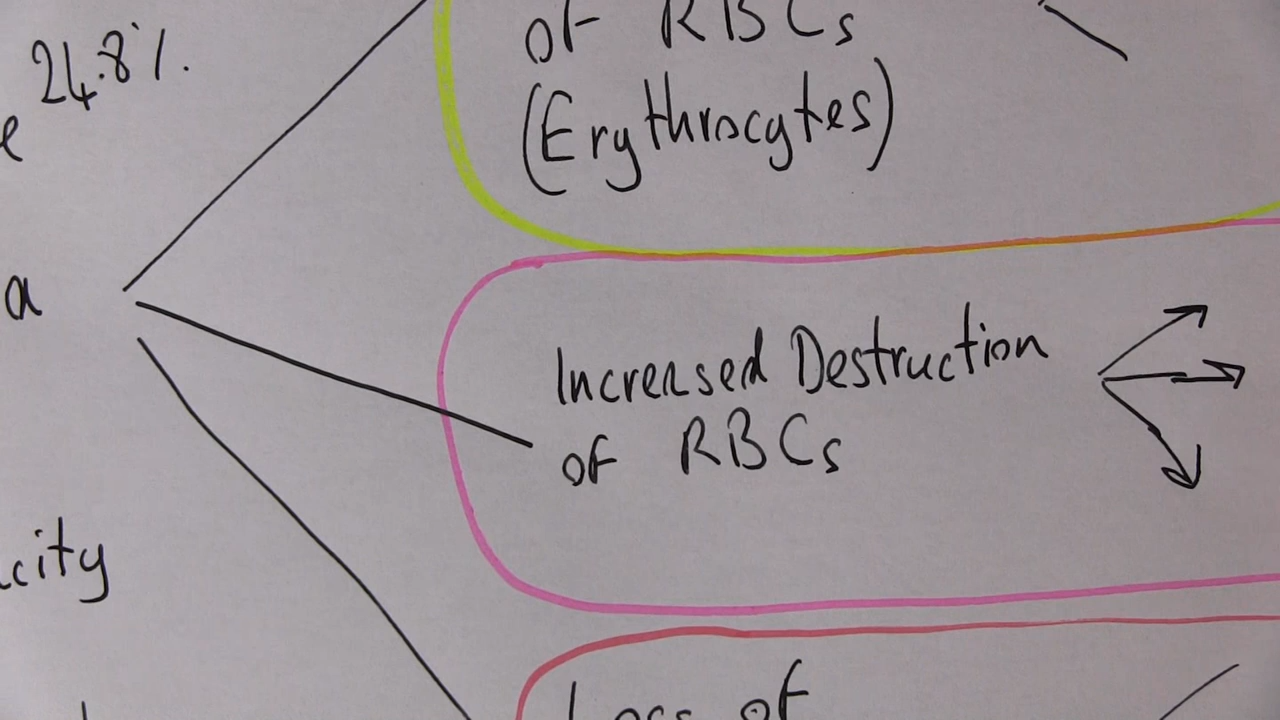 24.8%.
of RBCs
(Erythrocytes)
a
Increased Destruction
of RBCs
city
Loss of